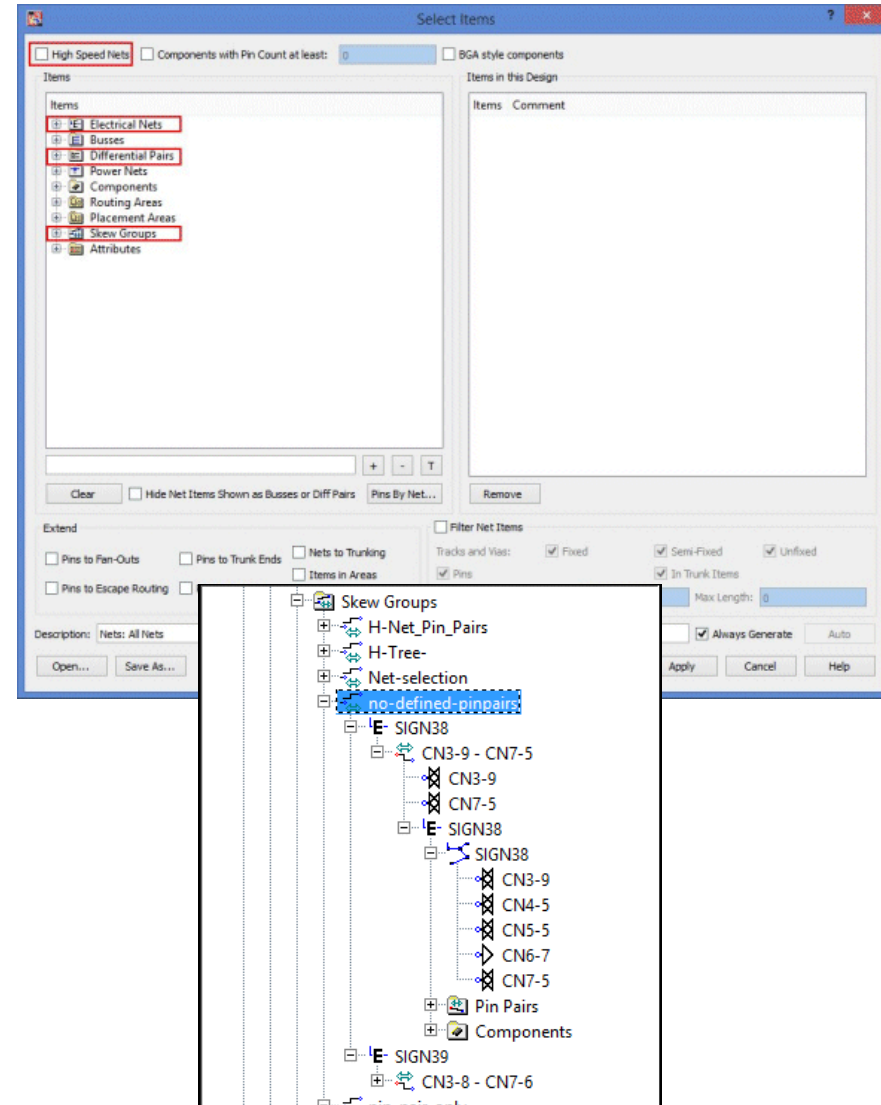 Select Items
? x
High Speed Nets Components with Pin Count at least: 0 BGA style components
Items
Items in this Design
Items
Items Comment
Electrical Nets
Busses
Differential Pairs
Power Nets
Components
Routing Areas
Placement Areas
Skew Groups
Attributes
+ - T
Clear Hide Net Items Shown as Busses or Diff Pairs Pins By Net... Remove
Extend
Filter Net Items
Pins to Fan-Outs Pins to Trunk Ends Nets to Trunking
Tracks and Vias: Fixed Semi-Fixed Unfixed
Items in Areas
Pins In Trunk Items
Pins to Escape Routing
Max Length: 0
Description: Nets: All Nets Always Generate Auto
Open... Save As... Apply Cancel Help
Skew Groups
H-Net_Pin_Pairs
H-Tree-
Net-selection
no-defined-pinpairs
E SIGN38
CN3-9 - CN7-5
CN3-9
CN7-5
E SIGN38
SIGN38
CN3-9
CN4-5
CN5-5
CN6-7
CN7-5
Pin Pairs
Components
E SIGN39
CN3-8 - CN7-6